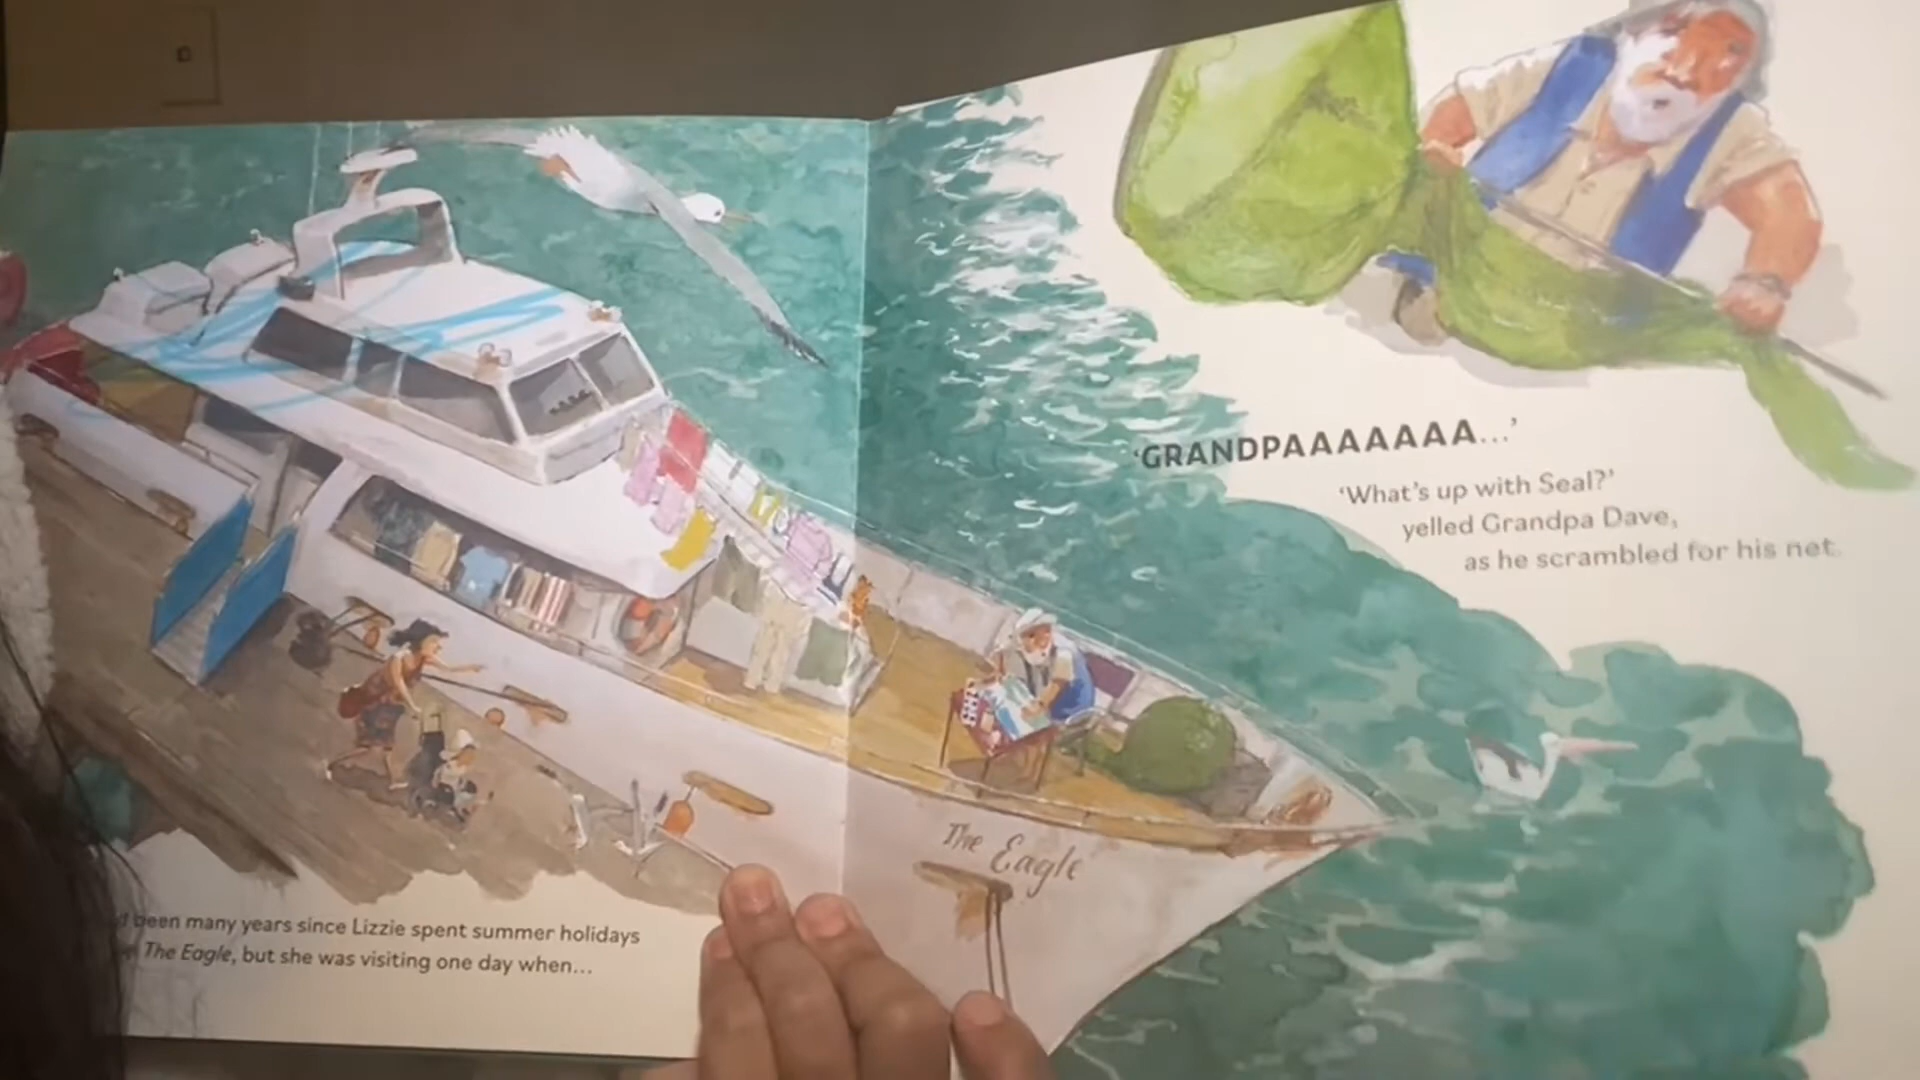 been many years since Lizzie spent summer holidays
The Eagle, but she was visiting one day when...
The Eagle
‘GRANDPAAAAAAA...’
‘What’s up with Seal?’
yelled Grandpa Dave,
as he scrambled for his net.